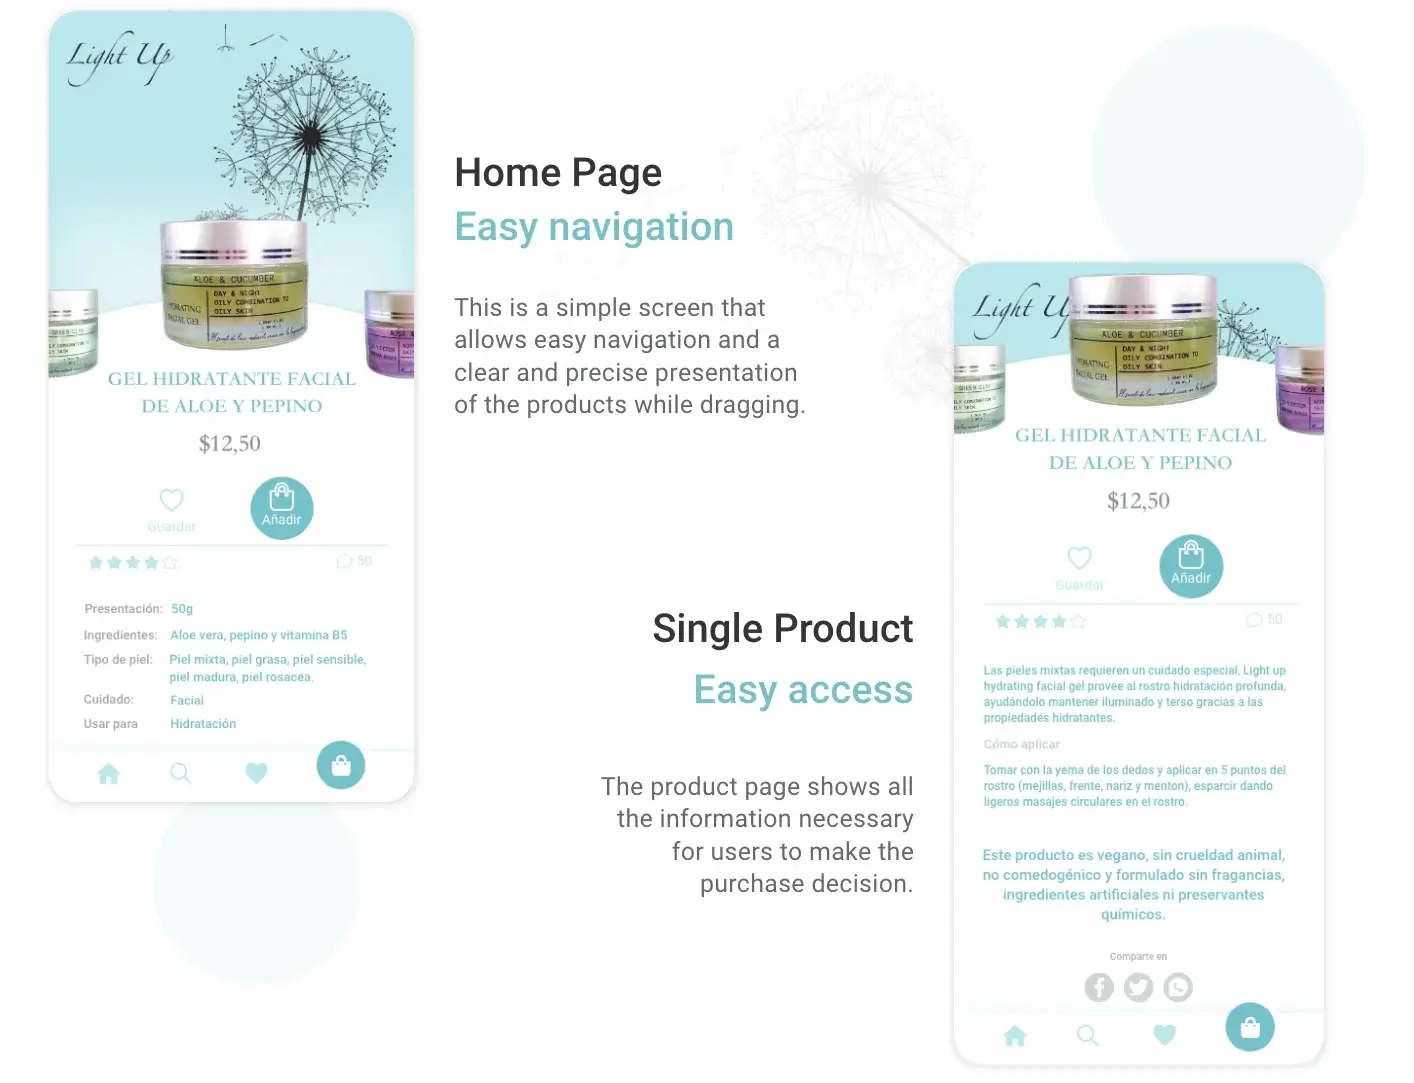 Light Up
ALOE & CUCUMBER
DAY & NIGHT
OILY COMBINATION TO
OILY SKIN
HYDRATING
FACIAL GEL
GEL HIDRATANTE FACIAL
DE ALOE Y PEPINO
$12,50
Guardar
Añadir
50
Presentación: 50g
Ingredientes: Aloe vera, pepino y vitamina B5
Tipo de piel: Piel mixta, piel grasa, piel sensible,
piel madura, piel rosacea.
Cuidado: Facial
Usar para Hidratación
Home Page
Easy navigation
This is a simple screen that
allows easy navigation and a
clear and precise presentation
of the products while dragging.
Single Product
Easy access
The product page shows all
the information necessary
for users to make the
purchase decision.
Light Up
ALOE & CUCUMBER
DAY & NIGHT
OILY COMBINATION TO
OILY SKIN
HYDRATING
FACIAL GEL
GEL HIDRATANTE FACIAL
DE ALOE Y PEPINO
$12,50
Guardar
Añadir
50
Las pieles mixtas requieren un cuidado especial, Light up
hydrating facial gel provee al rostro hidratación profunda,
ayudándolo mantener iluminado y terso gracias a las
propiedades hidratantes.
Cómo aplicar
Tomar con la yema de los dedos y aplicar en 5 puntos del
rostro (mejillas, frente, nariz y menton), esparcir dando
ligeros masajes circulares en el rostro.
Este producto es vegano, sin crueldad animal,
no comedogénico y formulado sin fragancias,
ingredientes artificiales ni preservantes
químicos.
Comparte en